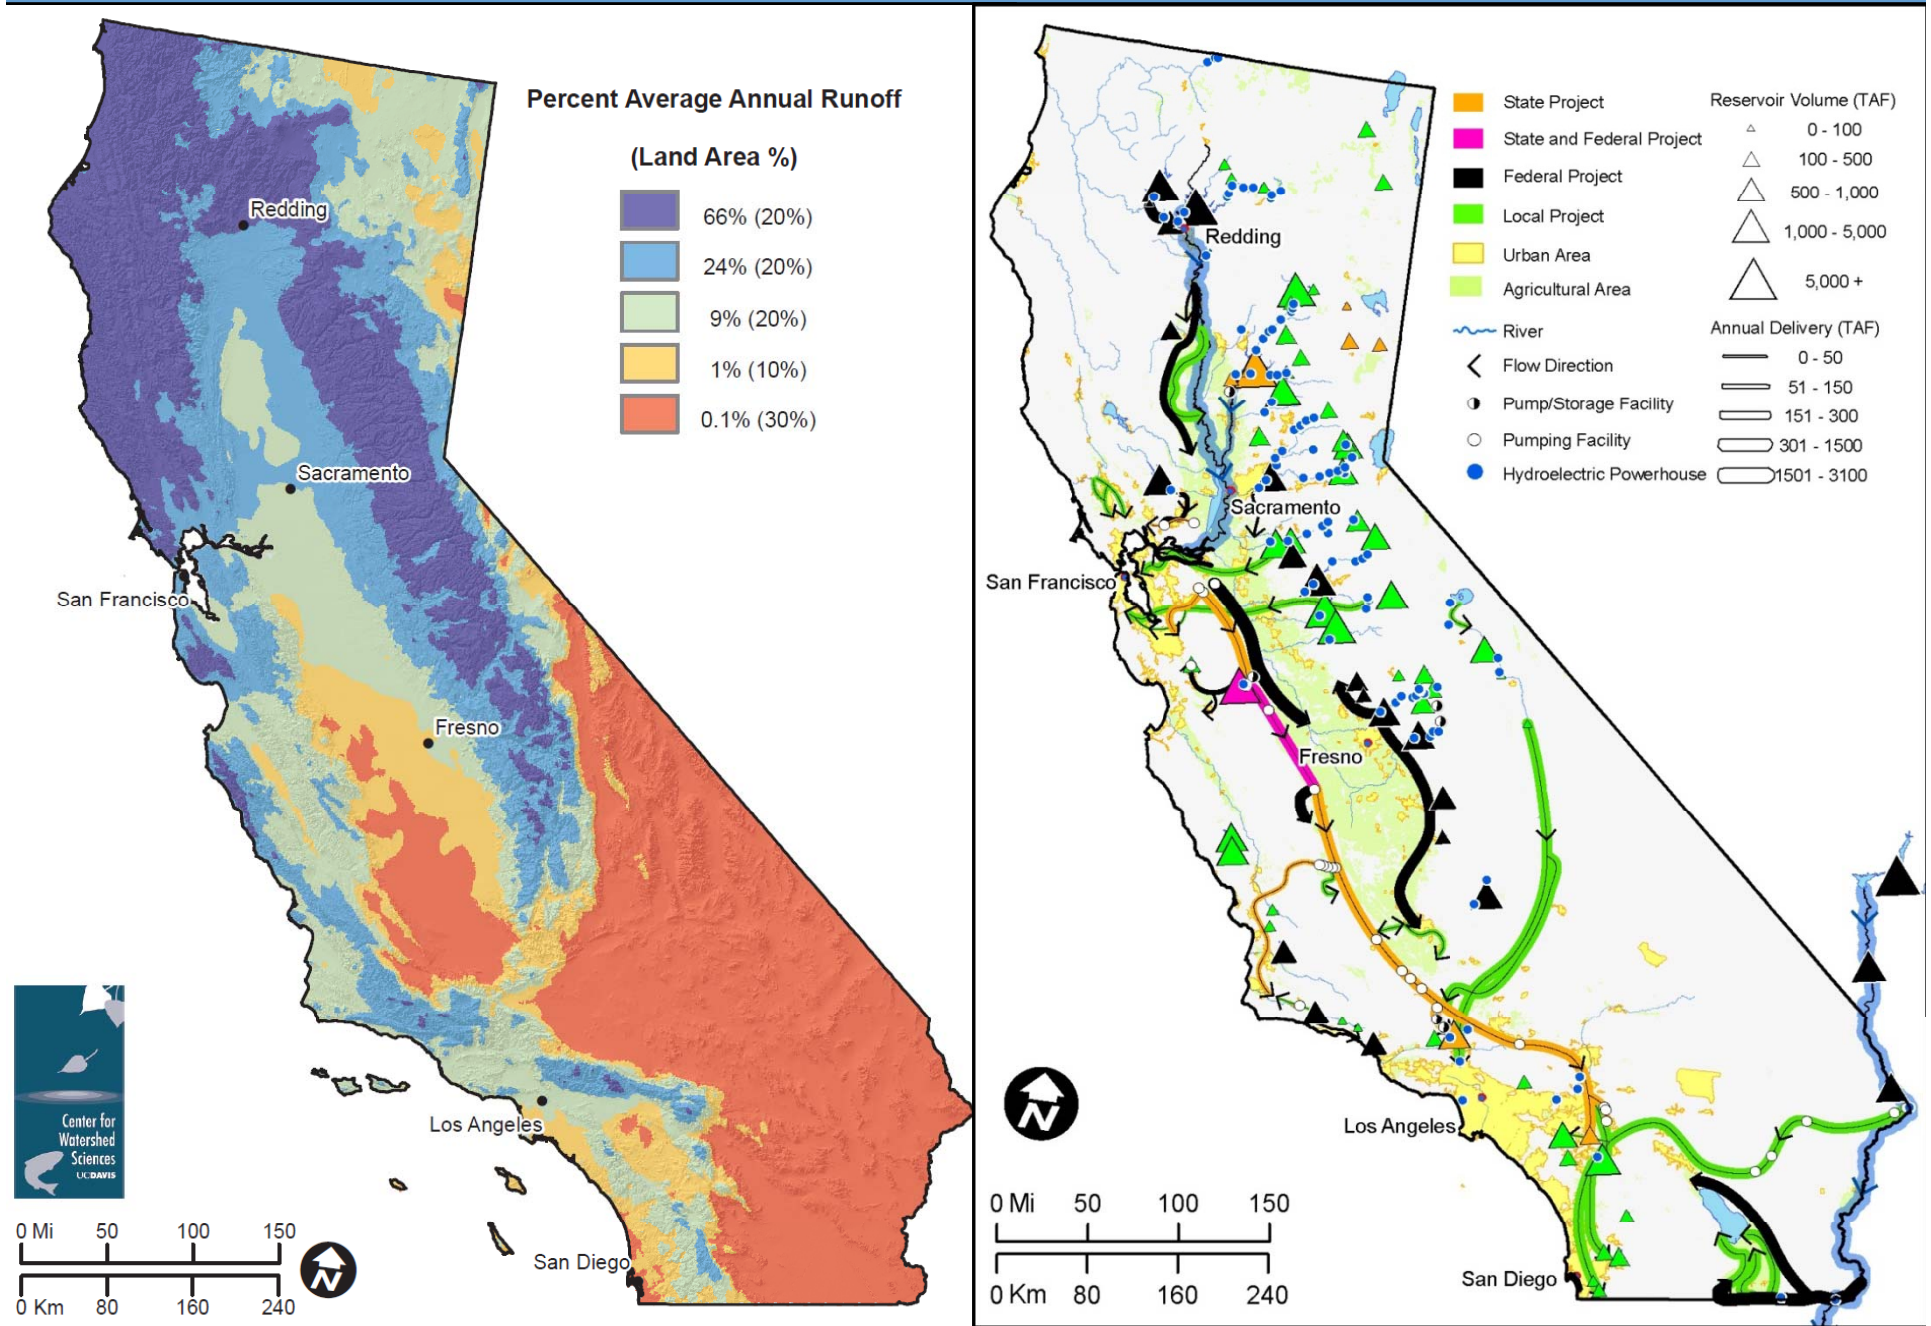 Percent Average Annual Runoff
(Land Area %)
66% (20%)
24% (20%)
9% (20%)
1% (10%)
0.1% (30%)
Redding
Sacramento
San Francisco
Fresno
Los Angeles
San Diego
Center for
Watershed
Sciences
UCDAVIS
0 Mi 50 100 150
0 Km 80 160 240
N
State Project
State and Federal Project
Federal Project
Local Project
Urban Area
Agricultural Area
River
Flow Direction
Pump/Storage Facility
Pumping Facility
Hydroelectric Powerhouse
Reservoir Volume (TAF)
0 - 100
100 - 500
500 - 1,000
1,000 - 5,000
5,000 +
Annual Delivery (TAF)
0 - 50
51 - 150
151 - 300
301 - 1500
1501 - 3100
Redding
Sacramento
San Francisco
Fresno
Los Angeles
San Diego
N
0 Mi 50 100 150
0 Km 80 160 240